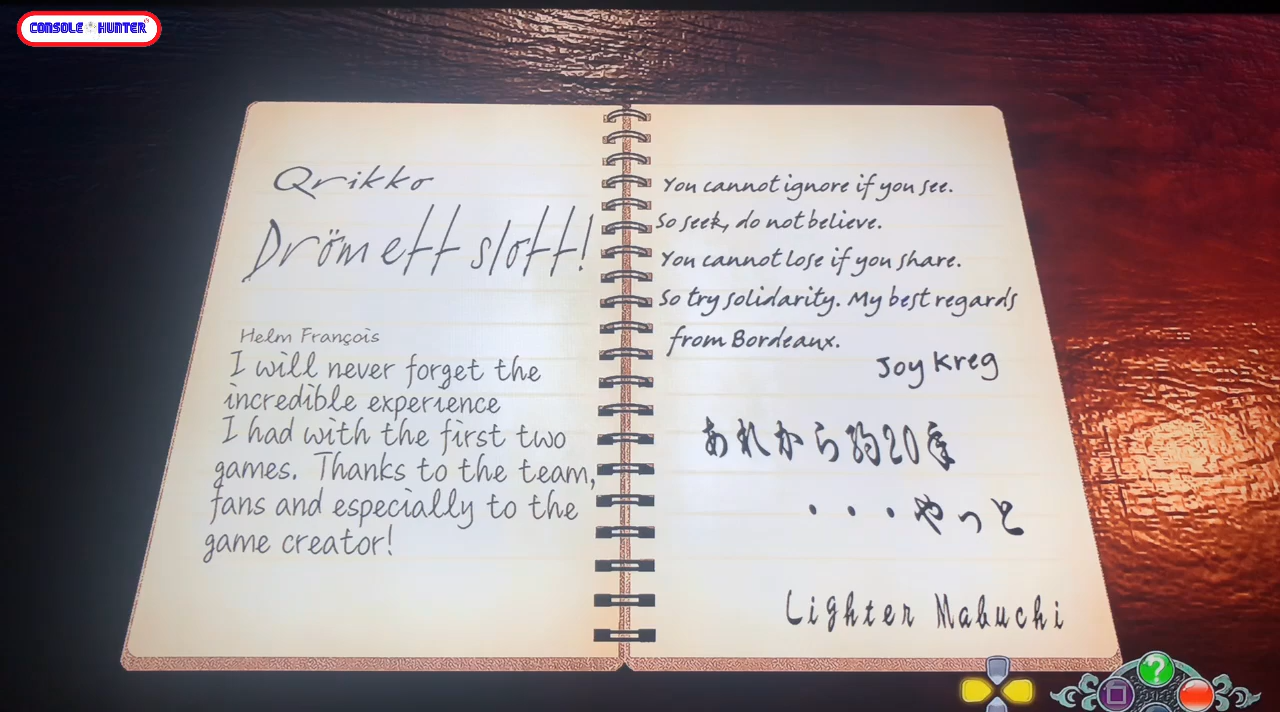 CONSOLE HUNTER
Qrikko
Dröm ett slott!
Helm François
I will never forget the
incredible experience
I had with the first two
games. Thanks to the team,
fans and especially to the
game creator!
You cannot ignore if you see.
So seek, do not believe.
You cannot lose if you share.
So try solidarity. My best regards
from Bordeaux.
Joy Kreg
あれから約20年
・・・やっと
Lighter Mabuchi
?